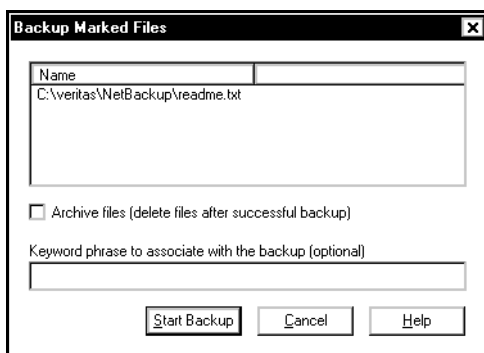 Backup Marked Files
Name
C:\veritas\NetBackup\readme.txt
Archive files (delete files after successful backup)
Keyword phrase to associate with the backup (optional)
Start Backup Cancel Help